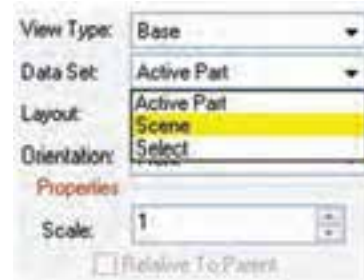 View Type: Base
Data Set: Active Part
Layout: Active Part
Scene
Orientation: Select
Properties
Scale: 1
Relative To Parent